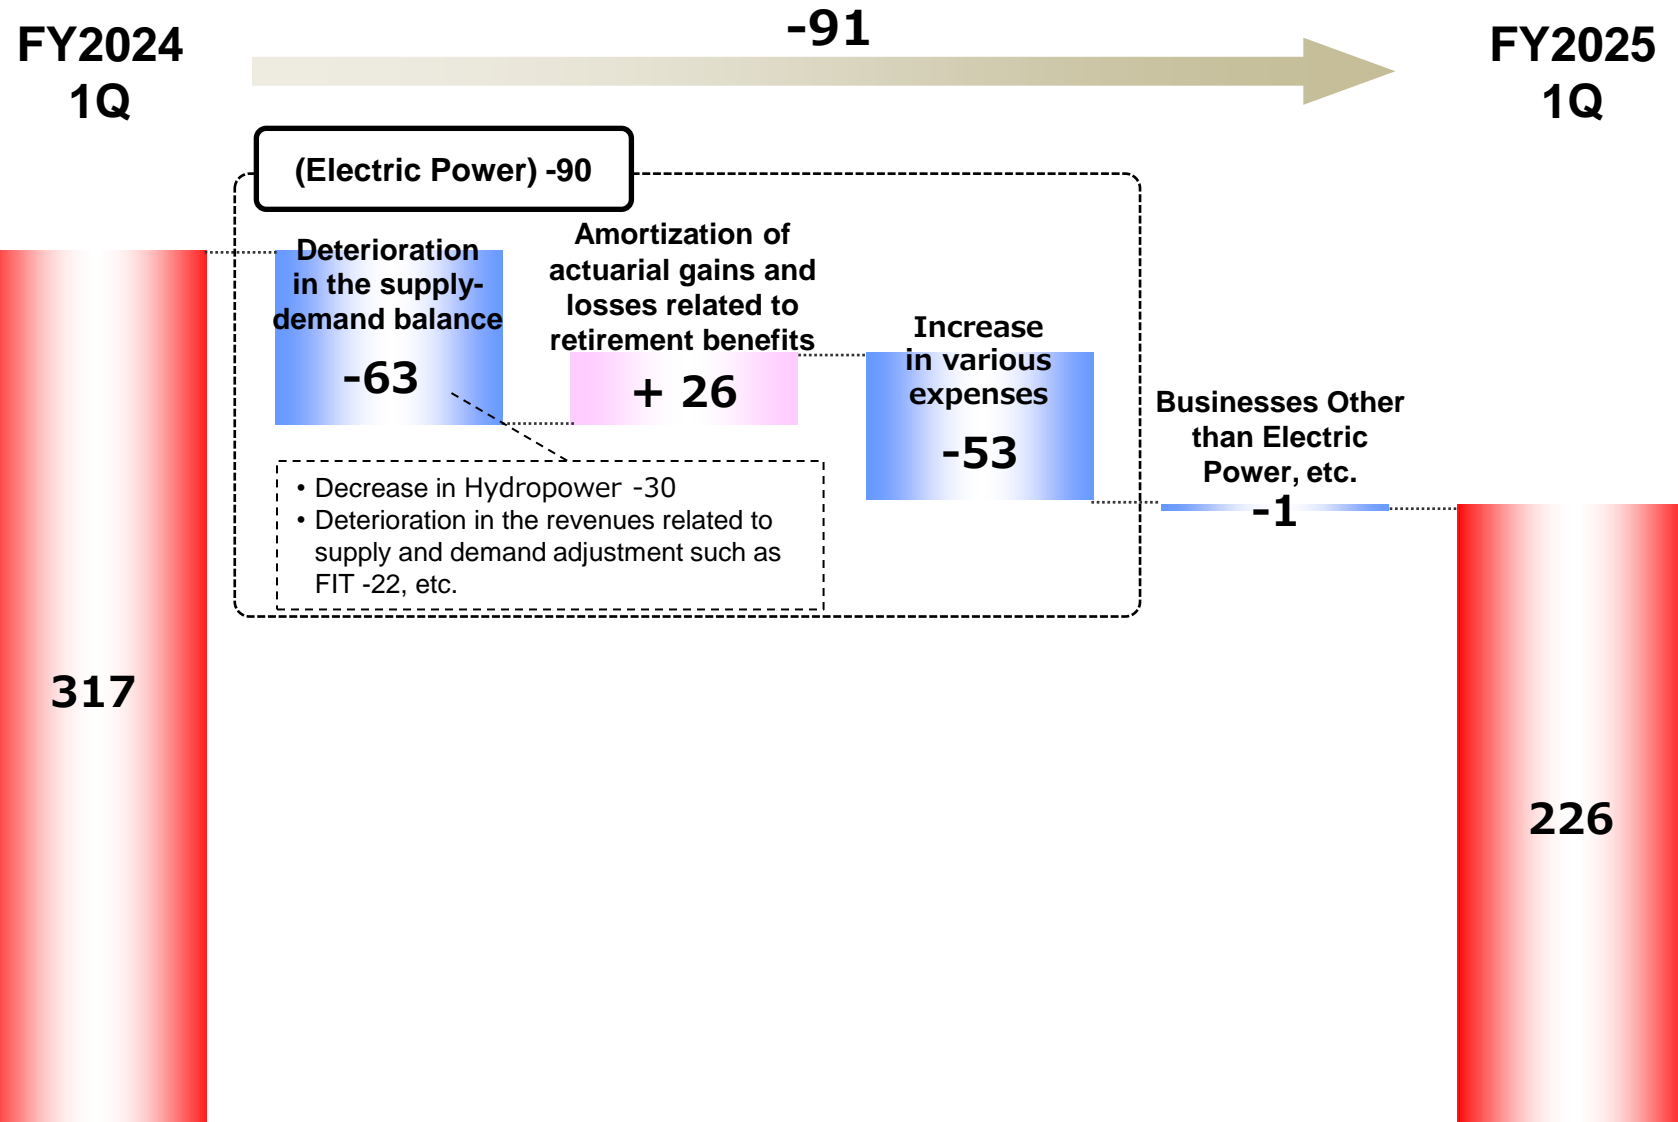 -91
FY2024
1Q
FY2025
1Q
(Electric Power) -90
Deterioration
in the supply-
demand balance
-63
Amortization of
actuarial gains and
losses related to
retirement benefits
+ 26
Increase
in various
expenses
-53
Businesses Other
than Electric
Power, etc.
-1
• Decrease in Hydropower -30
• Deterioration in the revenues related to
supply and demand adjustment such as
FIT -22, etc.
317
226